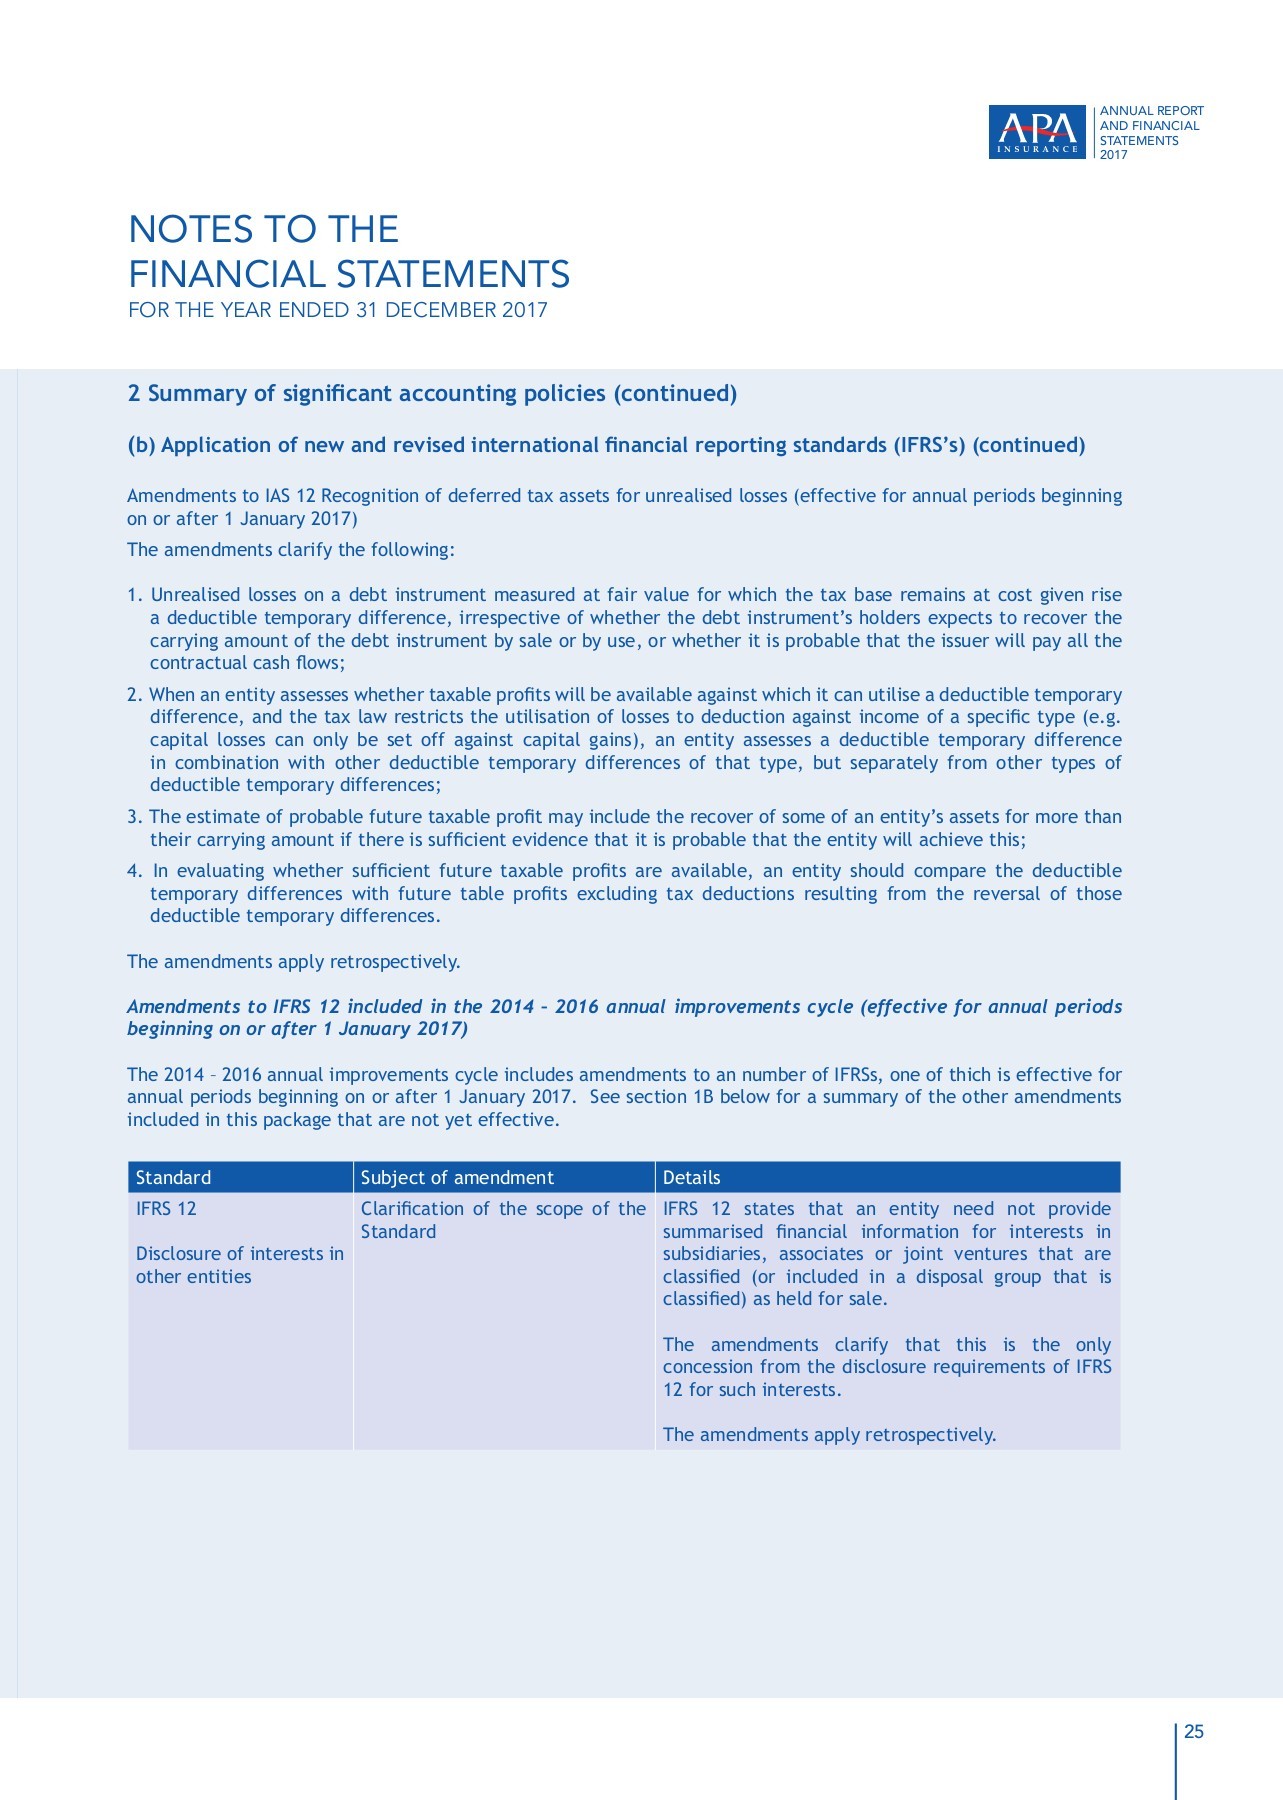 APA
INSURANCE
ANNUAL REPORT
AND FINANCIAL
STATEMENTS
2017
NOTES TO THE
FINANCIAL STATEMENTS
FOR THE YEAR ENDED 31 DECEMBER 2017
2 Summary of significant accounting policies (continued)
(b) Application of new and revised international financial reporting standards (IFRS’s) (continued)
Amendments to IAS 12 Recognition of deferred tax assets for unrealised losses (effective for annual periods beginning
on or after 1 January 2017)
The amendments clarify the following:
1. Unrealised losses on a debt instrument measured at fair value for which the tax base remains at cost given rise
a deductible temporary difference, irrespective of whether the debt instrument’s holders expects to recover the
carrying amount of the debt instrument by sale or by use, or whether it is probable that the issuer will pay all the
contractual cash flows;
2. When an entity assesses whether taxable profits will be available against which it can utilise a deductible temporary
difference, and the tax law restricts the utilisation of losses to deduction against income of a specific type (e.g.
capital losses can only be set off against capital gains), an entity assesses a deductible temporary difference
in combination with other deductible temporary differences of that type, but separately from other types of
deductible temporary differences;
3. The estimate of probable future taxable profit may include the recover of some of an entity’s assets for more than
their carrying amount if there is sufficient evidence that it is probable that the entity will achieve this;
4. In evaluating whether sufficient future taxable profits are available, an entity should compare the deductible
temporary differences with future table profits excluding tax deductions resulting from the reversal of those
deductible temporary differences.
The amendments apply retrospectively.
Amendments to IFRS 12 included in the 2014 – 2016 annual improvements cycle (effective for annual periods
beginning on or after 1 January 2017)
The 2014 – 2016 annual improvements cycle includes amendments to an number of IFRSs, one of thich is effective for
annual periods beginning on or after 1 January 2017. See section 1B below for a summary of the other amendments
included in this package that are not yet effective.
Standard
Subject of amendment
Details
IFRS 12
Disclosure of interests in
other entities
Clarification of the scope of the
Standard
IFRS 12 states that an entity need not provide
summarised financial information for interests in
subsidiaries, associates or joint ventures that are
classified (or included in a disposal group that is
classified) as held for sale.
The amendments clarify that this is the only
concession from the disclosure requirements of IFRS
12 for such interests.
The amendments apply retrospectively.
25